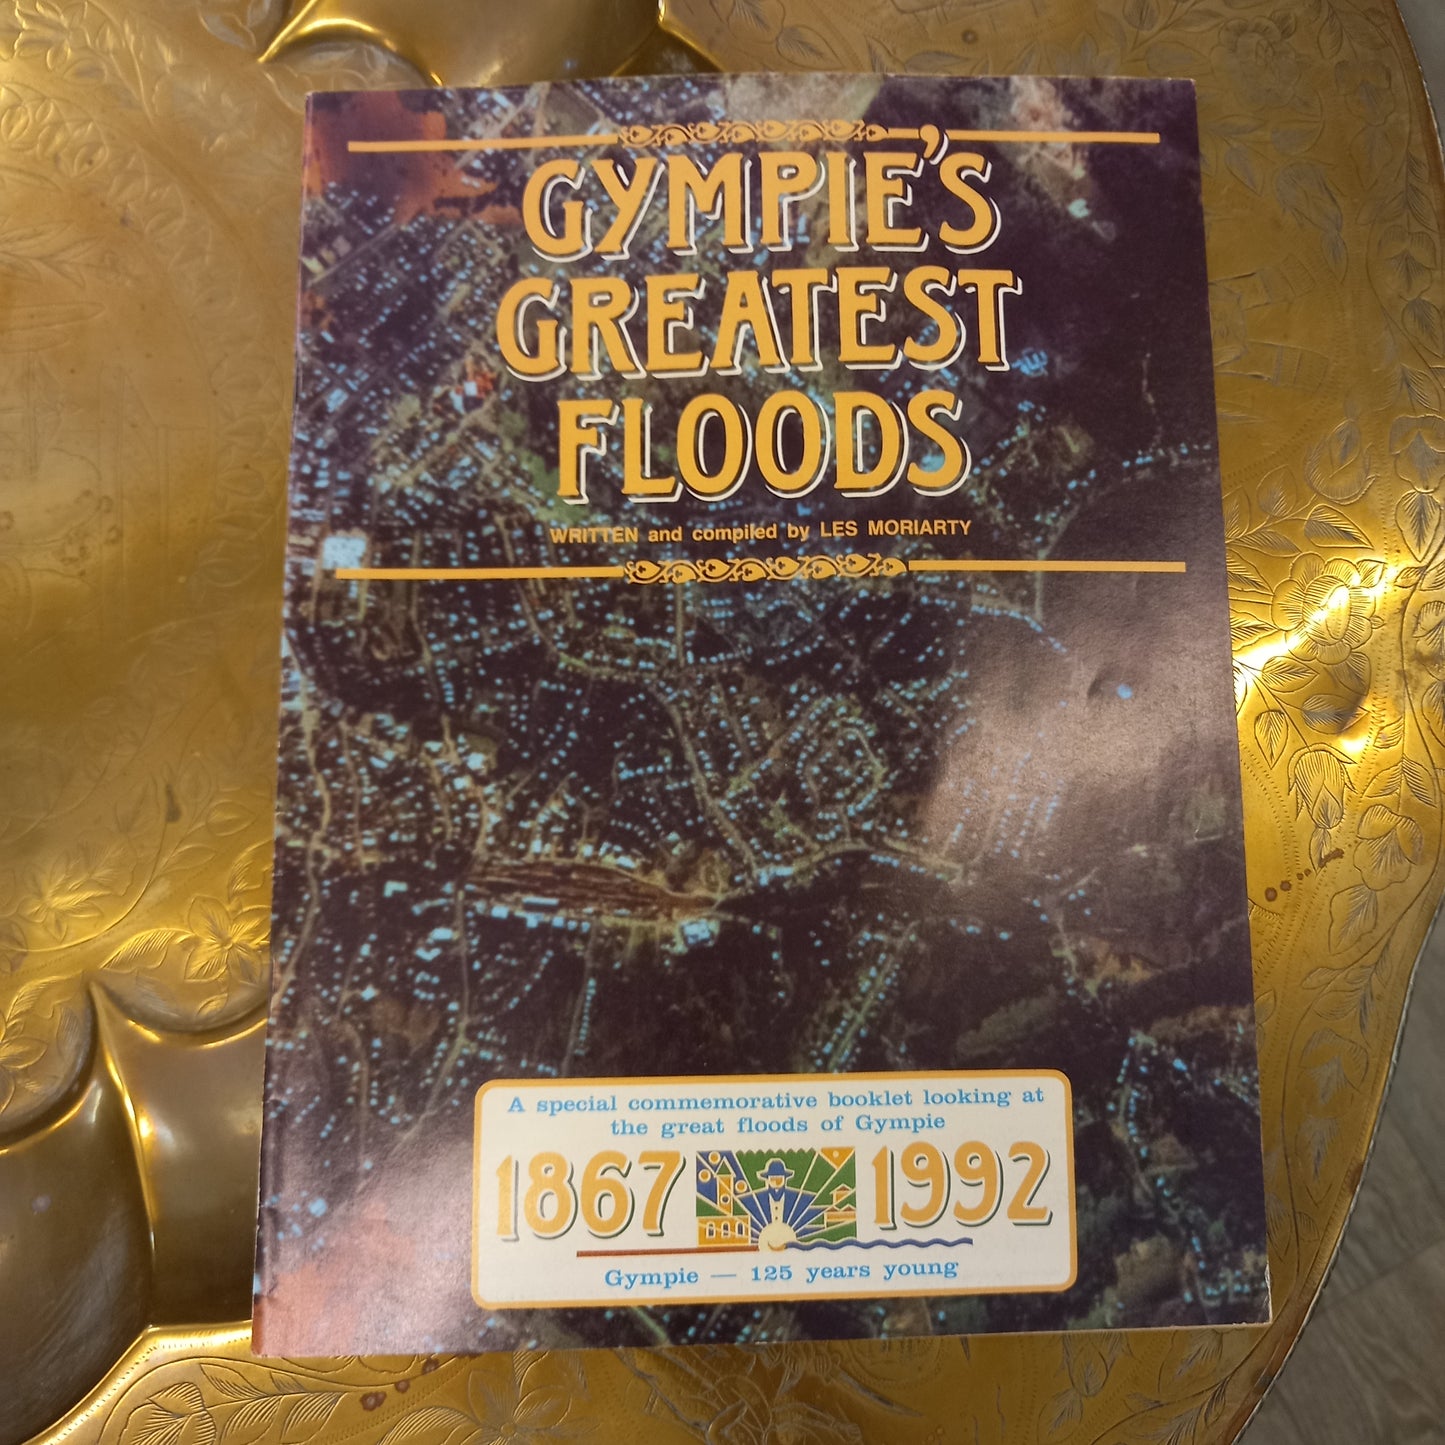 GYMPIE'S
GREATEST
FLOODS
WRITTEN and compiled by LES MORIARTY
A special commemorative booklet looking at
the great floods of Gympie
1867 1992
Gympie — 125 years young